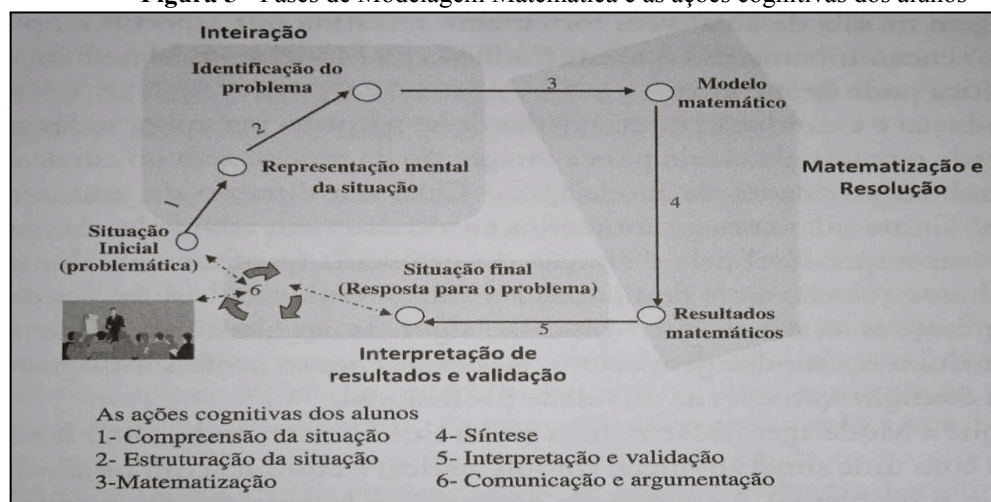 Figura 3 - Fases de Modelagem Matemática e as ações cognitivas dos alunos
Inteiração
Identificação do
problema
3
Modelo
matemático
2
Representação mental
da situação
Matematização e
Resolução
1
4
Situação
Inicial
(problemática)
6
Situação final
(Resposta para o problema)
5
Resultados
matemáticos
Interpretação de
resultados e validação
As ações cognitivas dos alunos
1- Compreensão da situação
2- Estruturação da situação
3-Matematização
4- Síntese
5- Interpretação e validação
6- Comunicação e argumentação